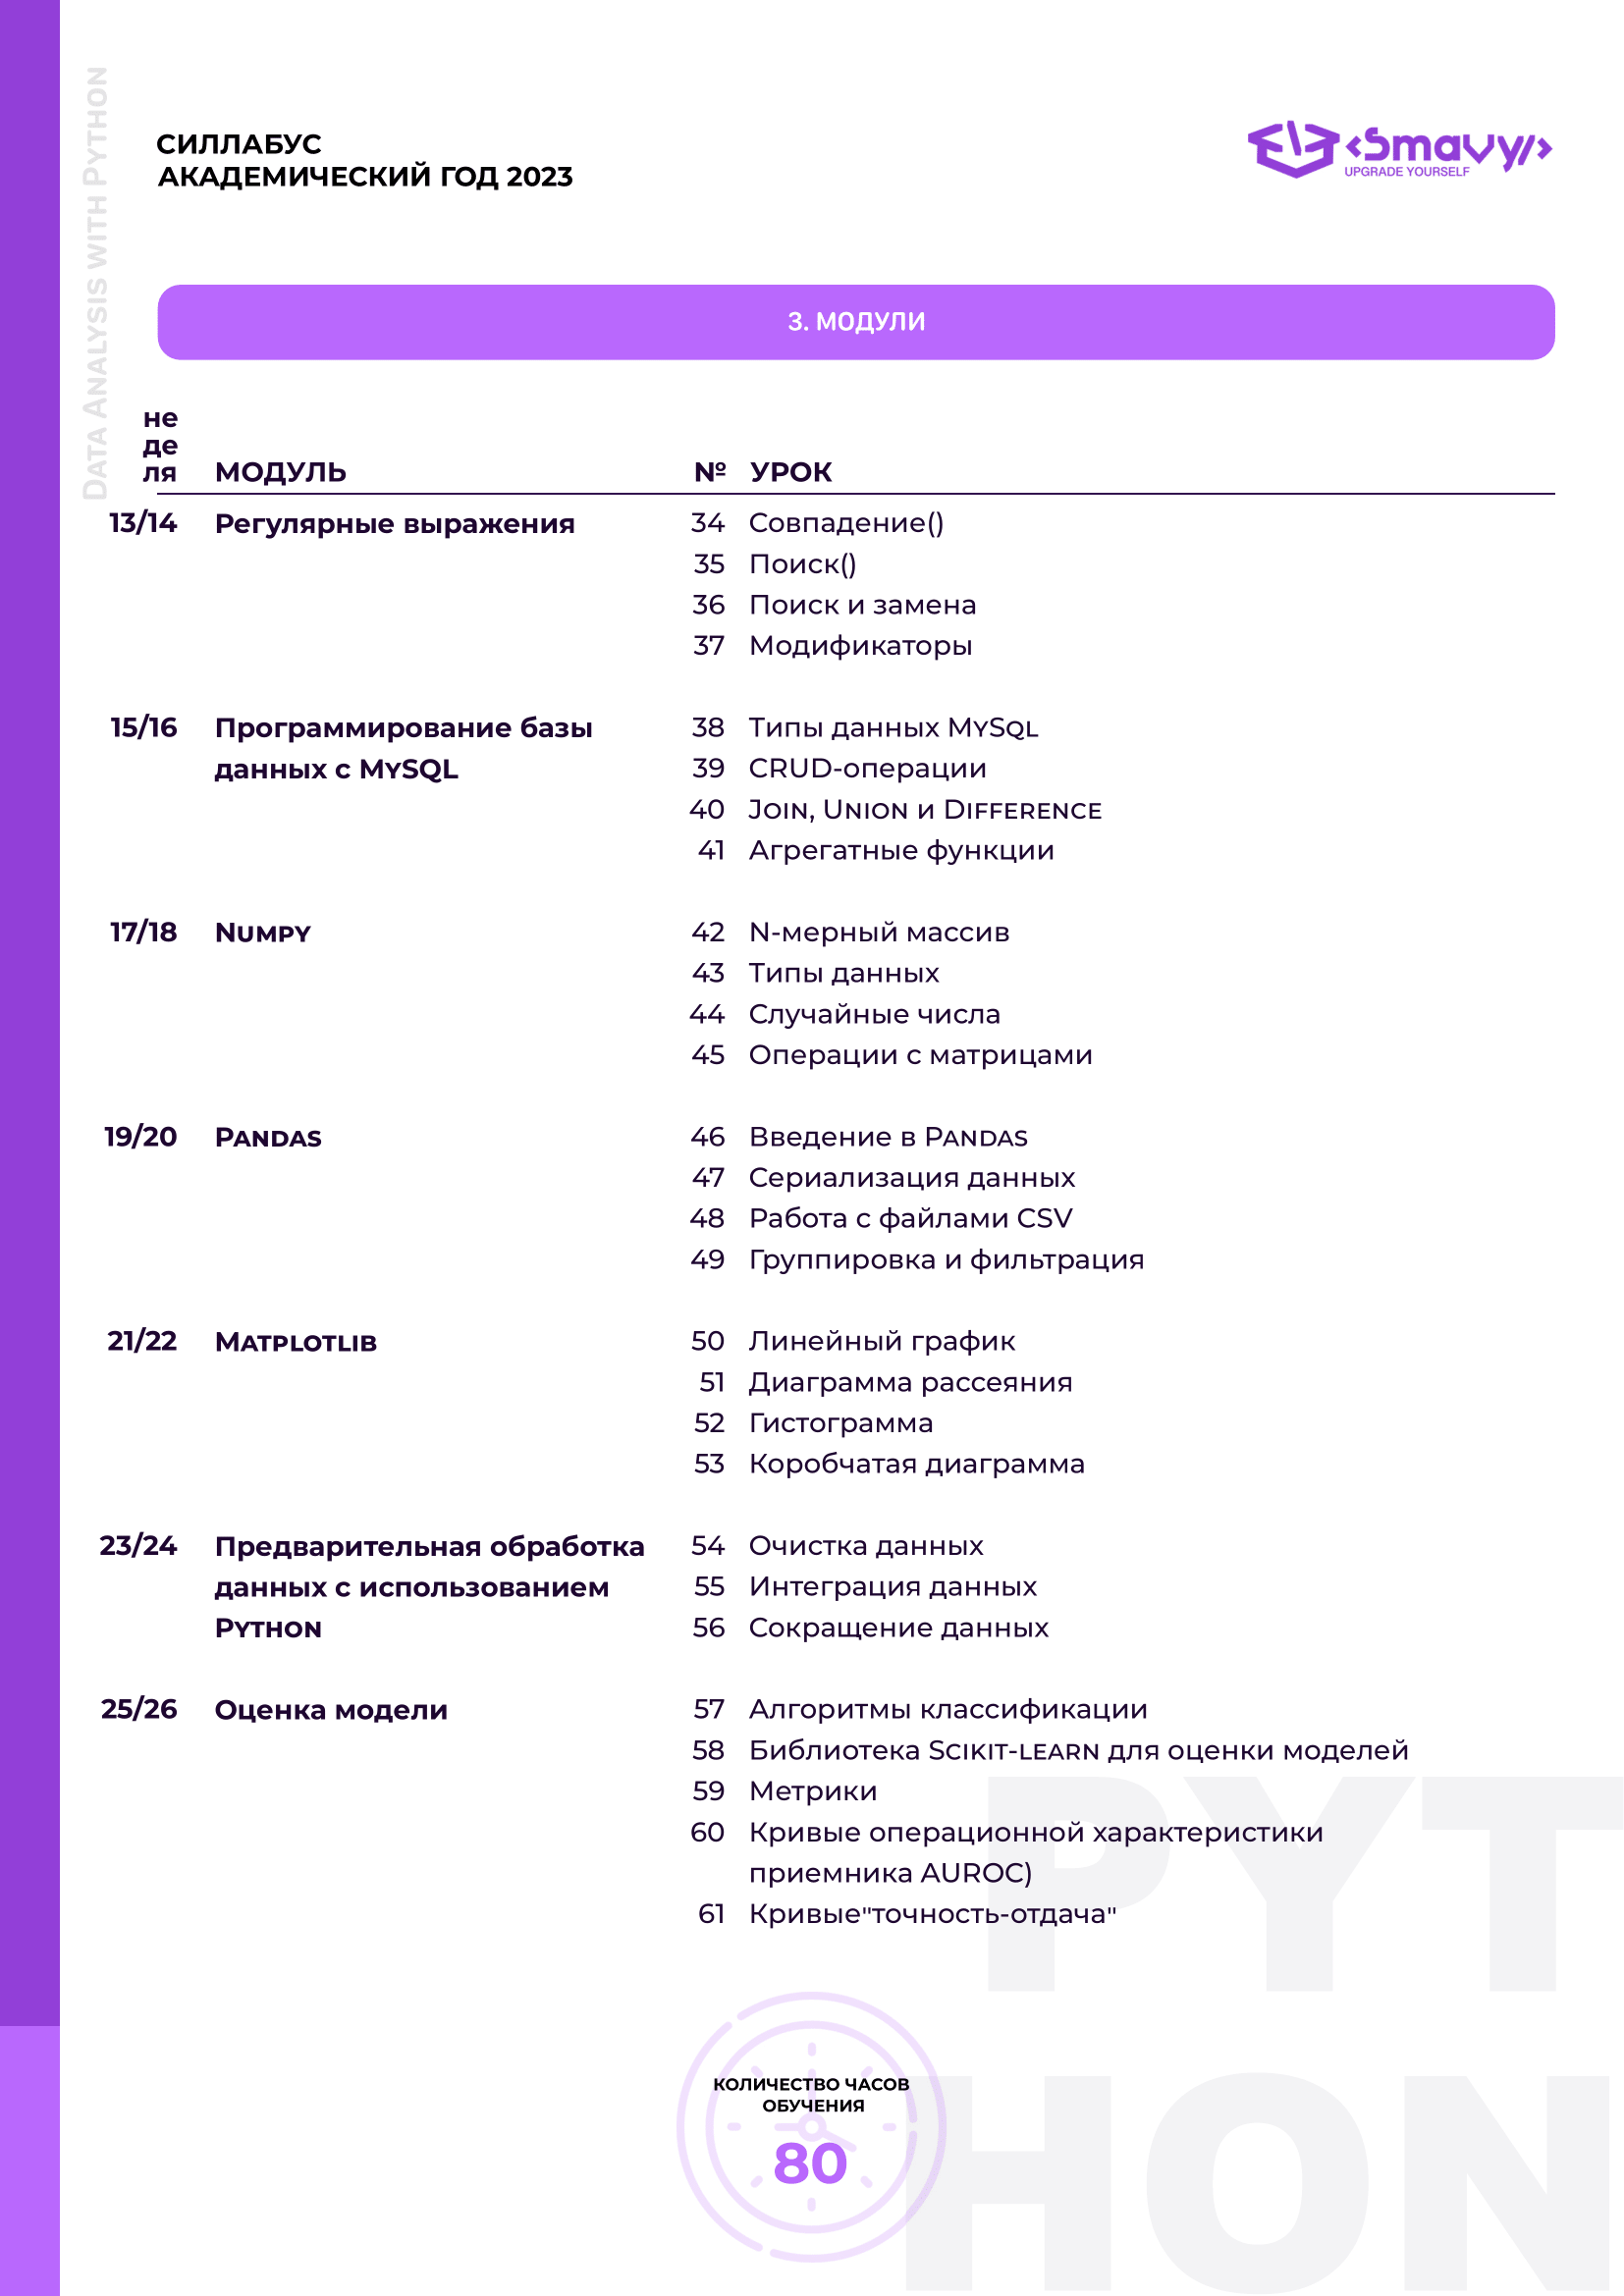 DATA ANALYSIS WITH PYTHON
СИЛЛАБУС
АКАДЕМИЧЕСКИЙ ГОД 2023
<Smavy/>
UPGRADE YOURSELF
3. МОДУЛИ
не
де
ля МОДУЛЬ № УРОК
13/14 Регулярные выражения 34 Совпадение()
35 Поиск()
36 Поиск и замена
37 Модификаторы
15/16 Программирование базы 38 Типы данных MYSQL
данных с MYSQL 39 CRUD-операции
40 JOIN, UNION и DIFFERENCE
41 Агрегатные функции
17/18 NUMPY 42 N-мерный массив
43 Типы данных
44 Случайные числа
45 Операции с матрицами
19/20 PANDAS 46 Введение в PANDAS
47 Сериализация данных
48 Работа с файлами CSV
49 Группировка и фильтрация
21/22 MATPLOTLIB 50 Линейный график
51 Диаграмма рассеяния
52 Гистограмма
53 Коробчатая диаграмма
23/24 Предварительная обработка 54 Очистка данных
данных с использованием 55 Интеграция данных
PYTHON 56 Сокращение данных
25/26 Оценка модели 57 Алгоритмы классификации
58 Библиотека SCIKIT-LEARN для оценки моделей
59 Метрики
60 Кривые операционной характеристики
приемника AUROC)
61 Кривые"точность-отдача"
PYT
HON
КОЛИЧЕСТВО ЧАСОВ
ОБУЧЕНИЯ
80